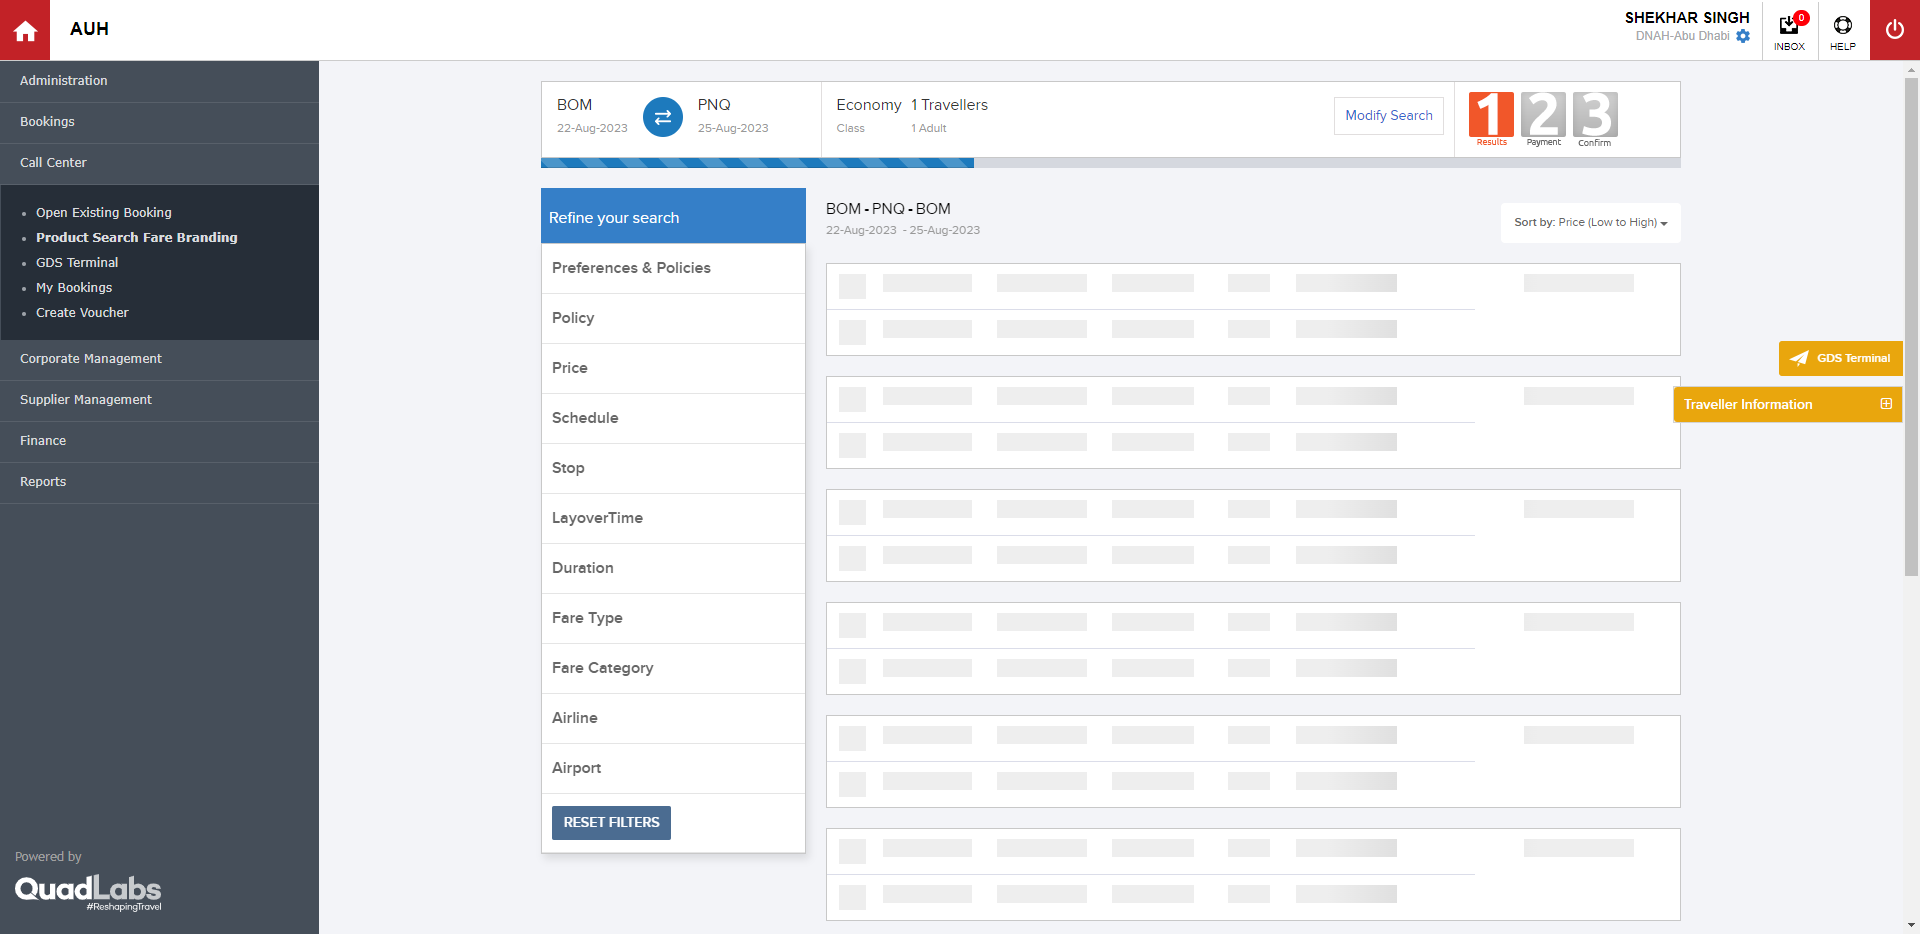 AUH
SHEKHAR SINGH
DNAH-Abu Dhabi
0
INBOX
HELP
Administration
Bookings
Call Center
Open Existing Booking
Product Search Fare Branding
GDS Terminal
My Bookings
Create Voucher
Corporate Management
Supplier Management
Finance
Reports
Powered by
QuadLabs
#ReshapingTravel
BOM
22-Aug-2023
PNQ
25-Aug-2023
Economy
Class
1 Travellers
1 Adult
Modify Search
1
Results
2
Payment
3
Confirm
Refine your search
Preferences & Policies
Policy
Price
Schedule
Stop
LayoverTime
Duration
Fare Type
Fare Category
Airline
Airport
RESET FILTERS
BOM - PNQ - BOM
22-Aug-2023 - 25-Aug-2023
Sort by: Price (Low to High)
GDS Terminal
Traveller Information